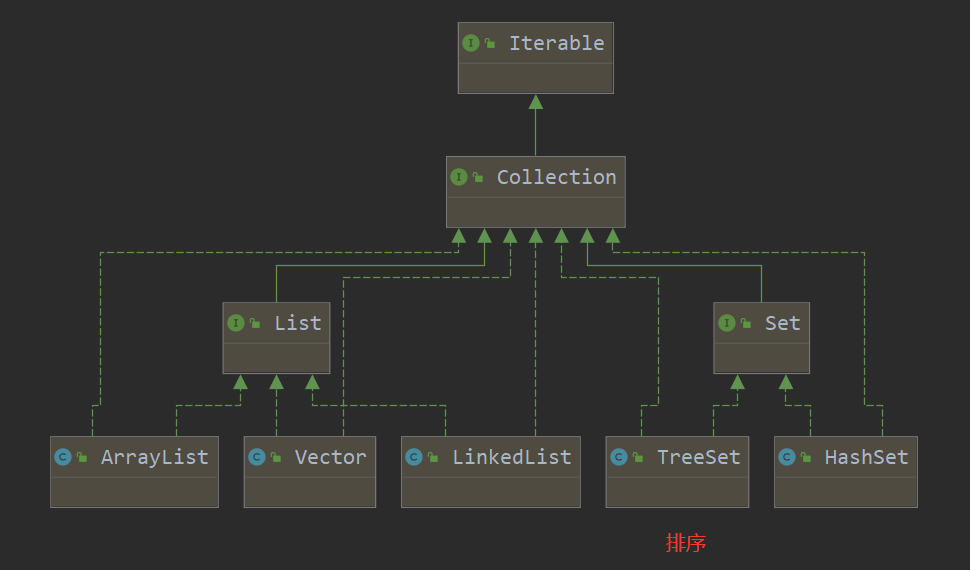 I Iterable
I Collection
I List
I Set
C ArrayList
C Vector
C LinkedList
C TreeSet
C HashSet
排序